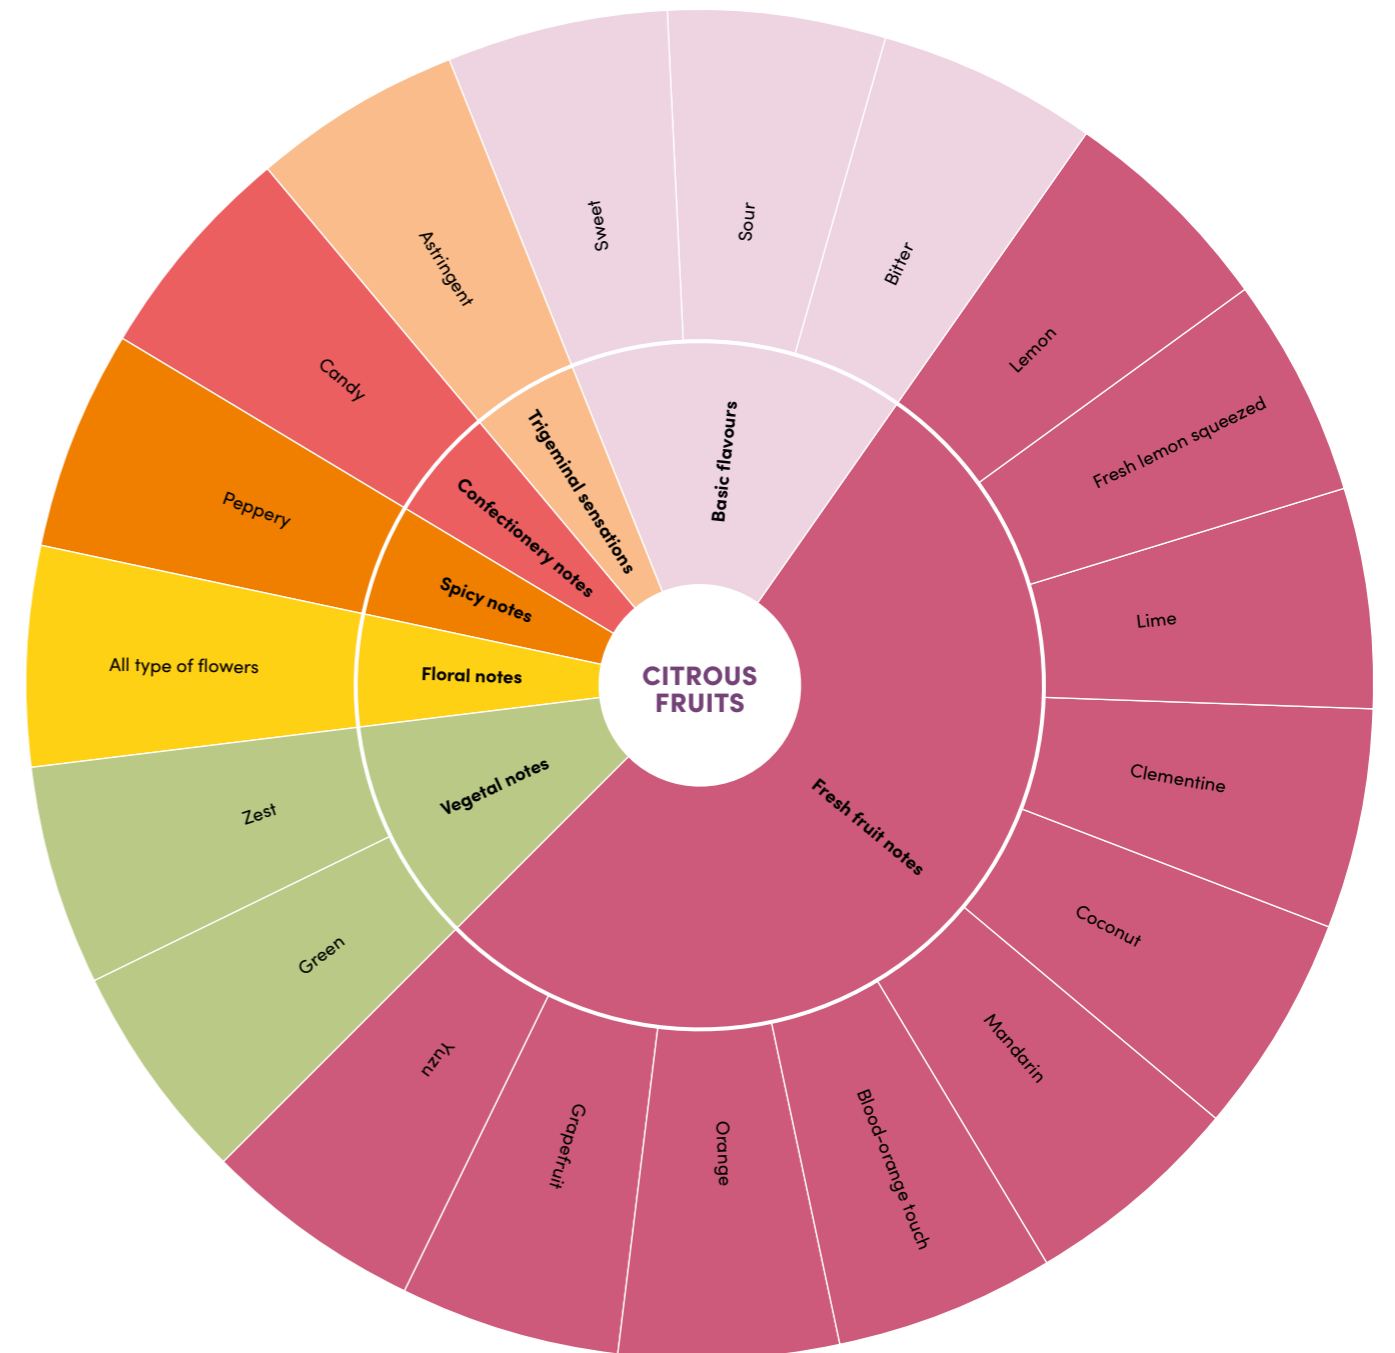 CITROUS
FRUITS
Basic flavours
Sweet
Sour
Bitter
Fresh fruit notes
Lemon
Fresh lemon squeezed
Lime
Clementine
Coconut
Mandarin
Blood-orange touch
Orange
Grapefruit
Yuzu
Vegetal notes
Green
Zest
Floral notes
All type of flowers
Spicy notes
Peppery
Confectionery notes
Candy
Trigeminal sensations
Astringent